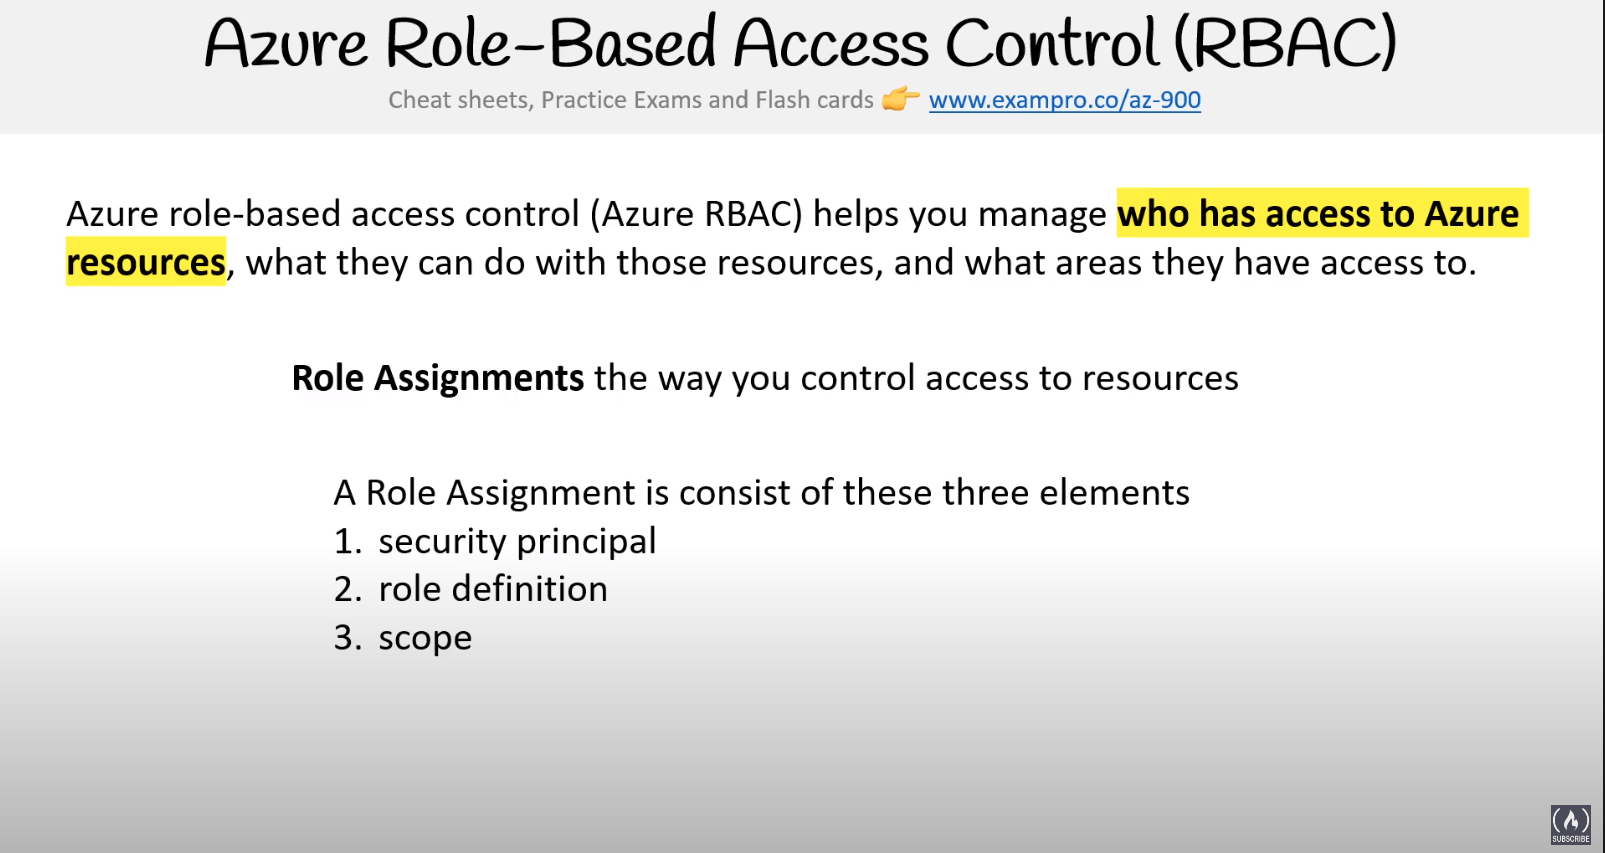 Azure Role-Based Access Control (RBAC)
Cheat sheets, Practice Exams and Flash cards 👉 www.exampro.co/az-900
Azure role-based access control (Azure RBAC) helps you manage who has access to Azure
resources, what they can do with those resources, and what areas they have access to.
Role Assignments the way you control access to resources
A Role Assignment is consist of these three elements
1. security principal
2. role definition
3. scope
SUBSCRIBE